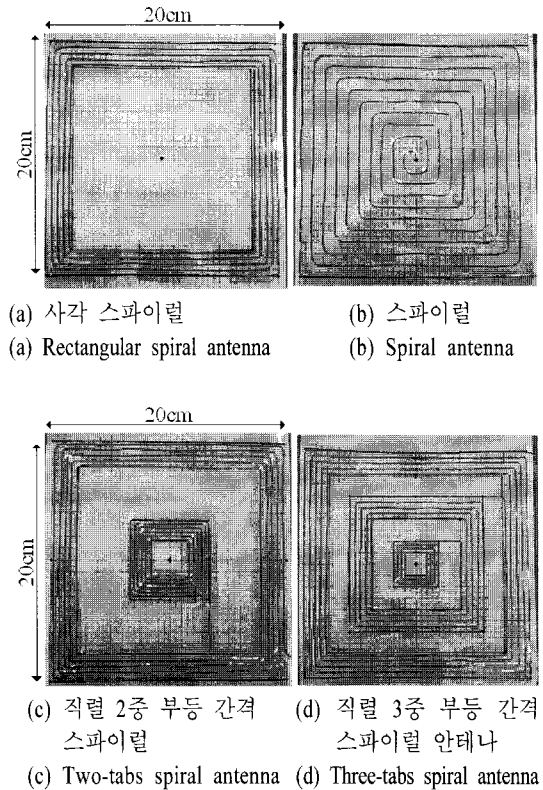 20cm
20cm
(a) 사각 스파이럴
(a) Rectangular spiral antenna
(b) 스파이럴
(b) Spiral antenna
20cm
20cm
(c) 직렬 2중 부등 간격
스파이럴
(c) Two-tabs spiral antenna
(d) 직렬 3중 부등 간격
스파이럴 안테나
(d) Three-tabs spiral antenna